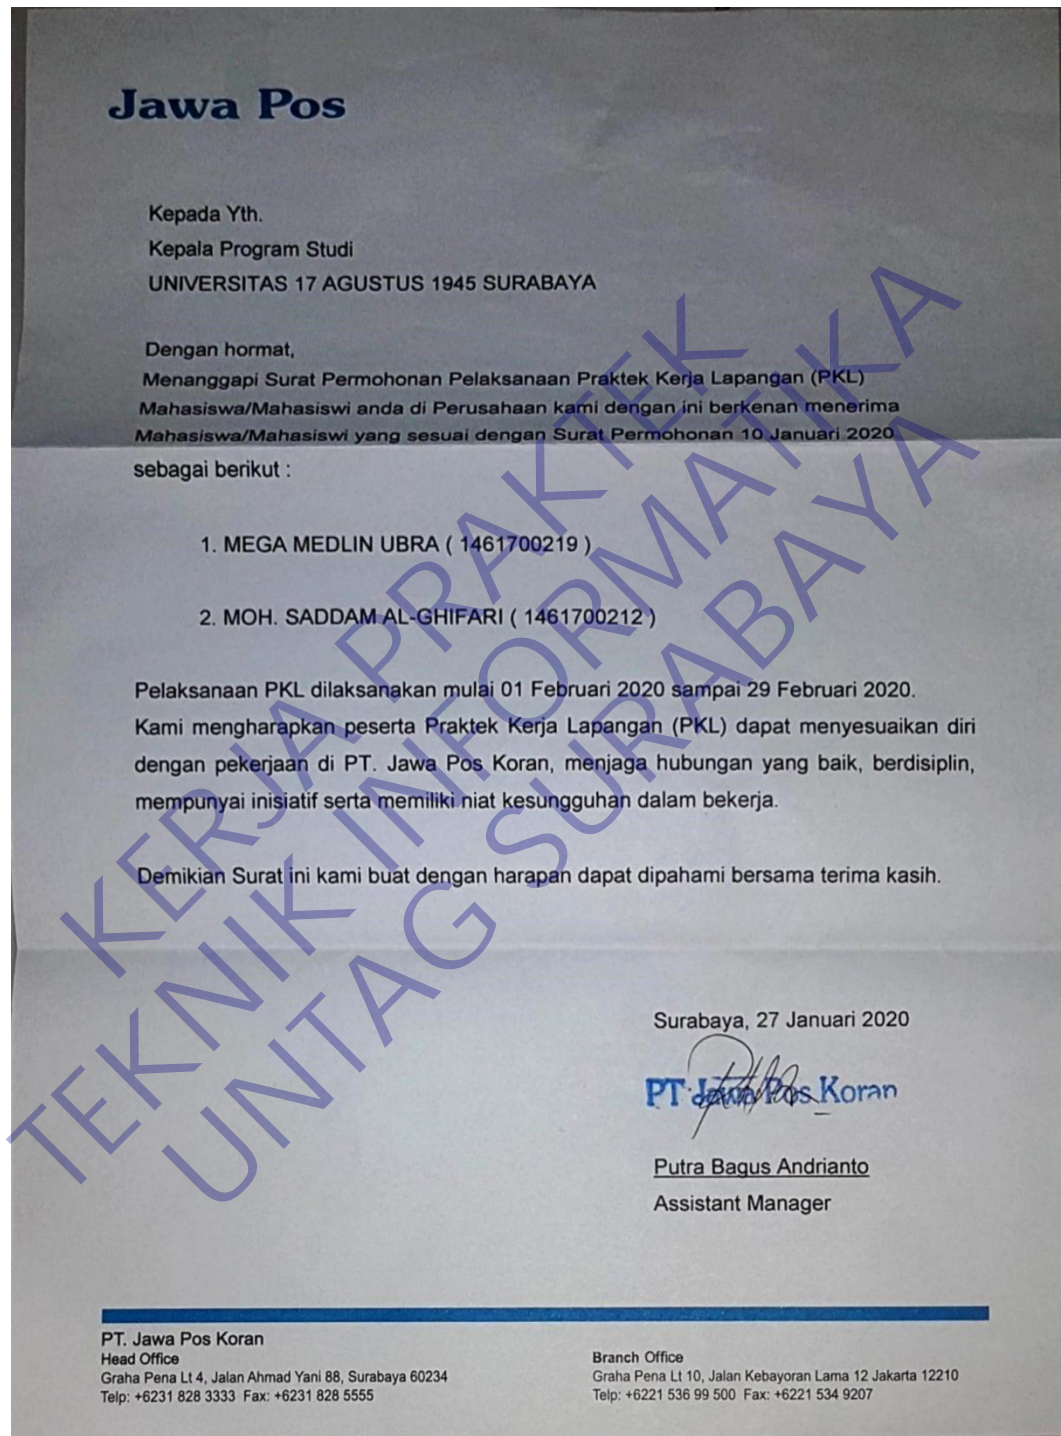 Jawa Pos
Kepada Yth.
Kepala Program Studi
UNIVERSITAS 17 AGUSTUS 1945 SURABAYA
Dengan hormat,
Menanggapi Surat Permohonan Pelaksanaan Praktek Kerja Lapangan (PKL)
Mahasiswa/Mahasiswi anda di Perusahaan kami dengan ini berkenan menerima
Mahasiswa/Mahasiswi yang sesuai dengan Surat Permohonan 10 Januari 2020
sebagai berikut :
1. MEGA MEDLIN UBRA ( 1461700219 )
2. MOH. SADDAM AL-GHIFARI ( 1461700212 )
Pelaksanaan PKL dilaksanakan mulai 01 Februari 2020 sampai 29 Februari 2020.
Kami mengharapkan peserta Praktek Kerja Lapangan (PKL) dapat menyesuaikan diri
dengan pekerjaan di PT. Jawa Pos Koran, menjaga hubungan yang baik, berdisiplin,
mempunyai inisiatif serta memiliki niat kesungguhan dalam bekerja.
Demikian Surat ini kami buat dengan harapan dapat dipahami bersama terima kasih.
Surabaya, 27 Januari 2020
PT Jawa Pos Koran
Putra Bagus Andrianto
Assistant Manager
PT. Jawa Pos Koran
Head Office
Graha Pena Lt 4, Jalan Ahmad Yani 88, Surabaya 60234
Telp: +6231 828 3333 Fax: +6231 828 5555
Branch Office
Graha Pena Lt 10, Jalan Kebayoran Lama 12 Jakarta 12210
Telp: +6221 536 99 500 Fax: +6221 534 9207
KERJA PRAKTEK
TEKNIK INFORMATIKA
UNTAG SURABAYA